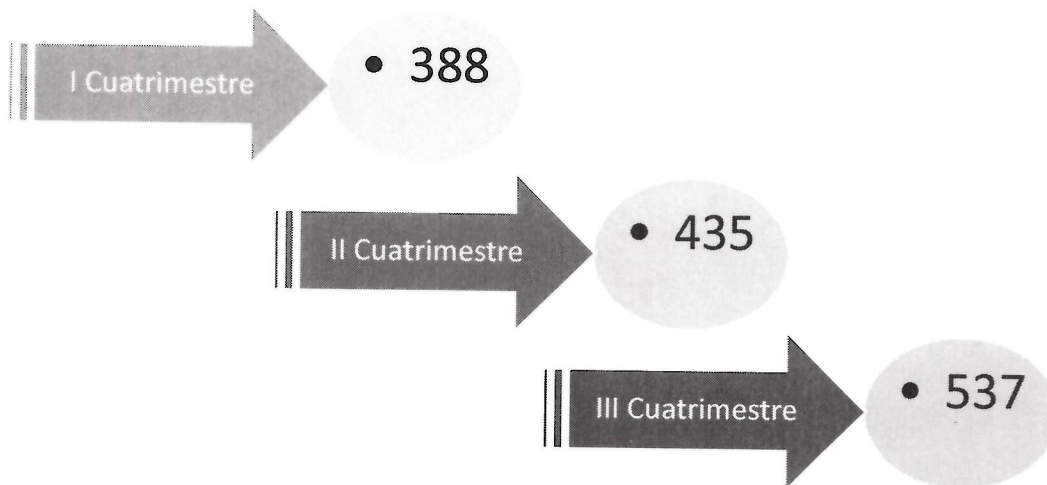 I Cuatrimestre
• 388
II Cuatrimestre
• 435
III Cuatrimestre
• 537